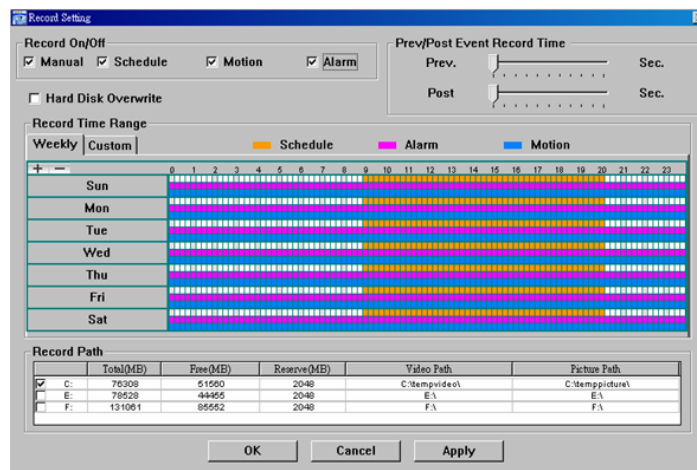 Record Setting
Record On/Off
Manual Schedule Motion Alarm
Prev/Post Event Record Time
Prev. Sec.
Post Sec.
Hard Disk Overwrite
Record Time Range
Weekly Custom Schedule Alarm Motion
+ − 0 1 2 3 4 5 6 7 8 9 10 11 12 13 14 15 16 17 18 19 20 21 22 23
Sun
Mon
Tue
Wed
Thu
Fri
Sat
Record Path
Total(MB) Free(MB) Reserve(MB) Video Path Picture Path
C: 76308 51560 2048 C:\tempvideo\ C:\temppicture\
E: 78528 44455 2048 E:\ E:\
F: 131061 85552 2048 F:\ F:\
OK Cancel Apply